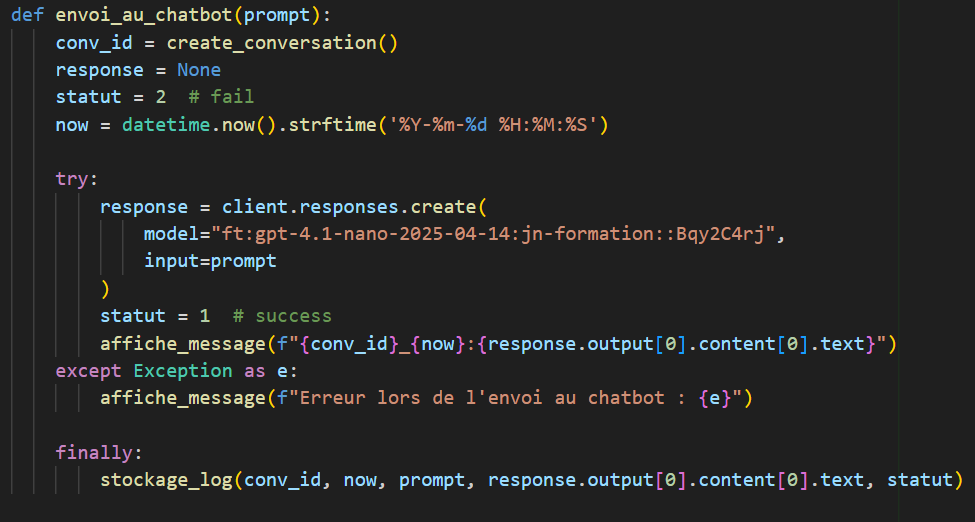 def envoi_au_chatbot(prompt):
    conv_id = create_conversation()
    response = None
    statut = 2  # fail
    now = datetime.now().strftime('%Y-%m-%d %H:%M:%S')
    try:
        response = client.responses.create(
            model="ft:gpt-4.1-nano-2025-04-14:jn-formation::Bqy2C4rj",
            input=prompt
        )
        statut = 1  # success
        affiche_message(f"{conv_id}_{now}:{response.output[0].content[0].text}")
    except Exception as e:
        affiche_message(f"Erreur lors de l'envoi au chatbot : {e}")
    finally:
        stockage_log(conv_id, now, prompt, response.output[0].content[0].text, statut)